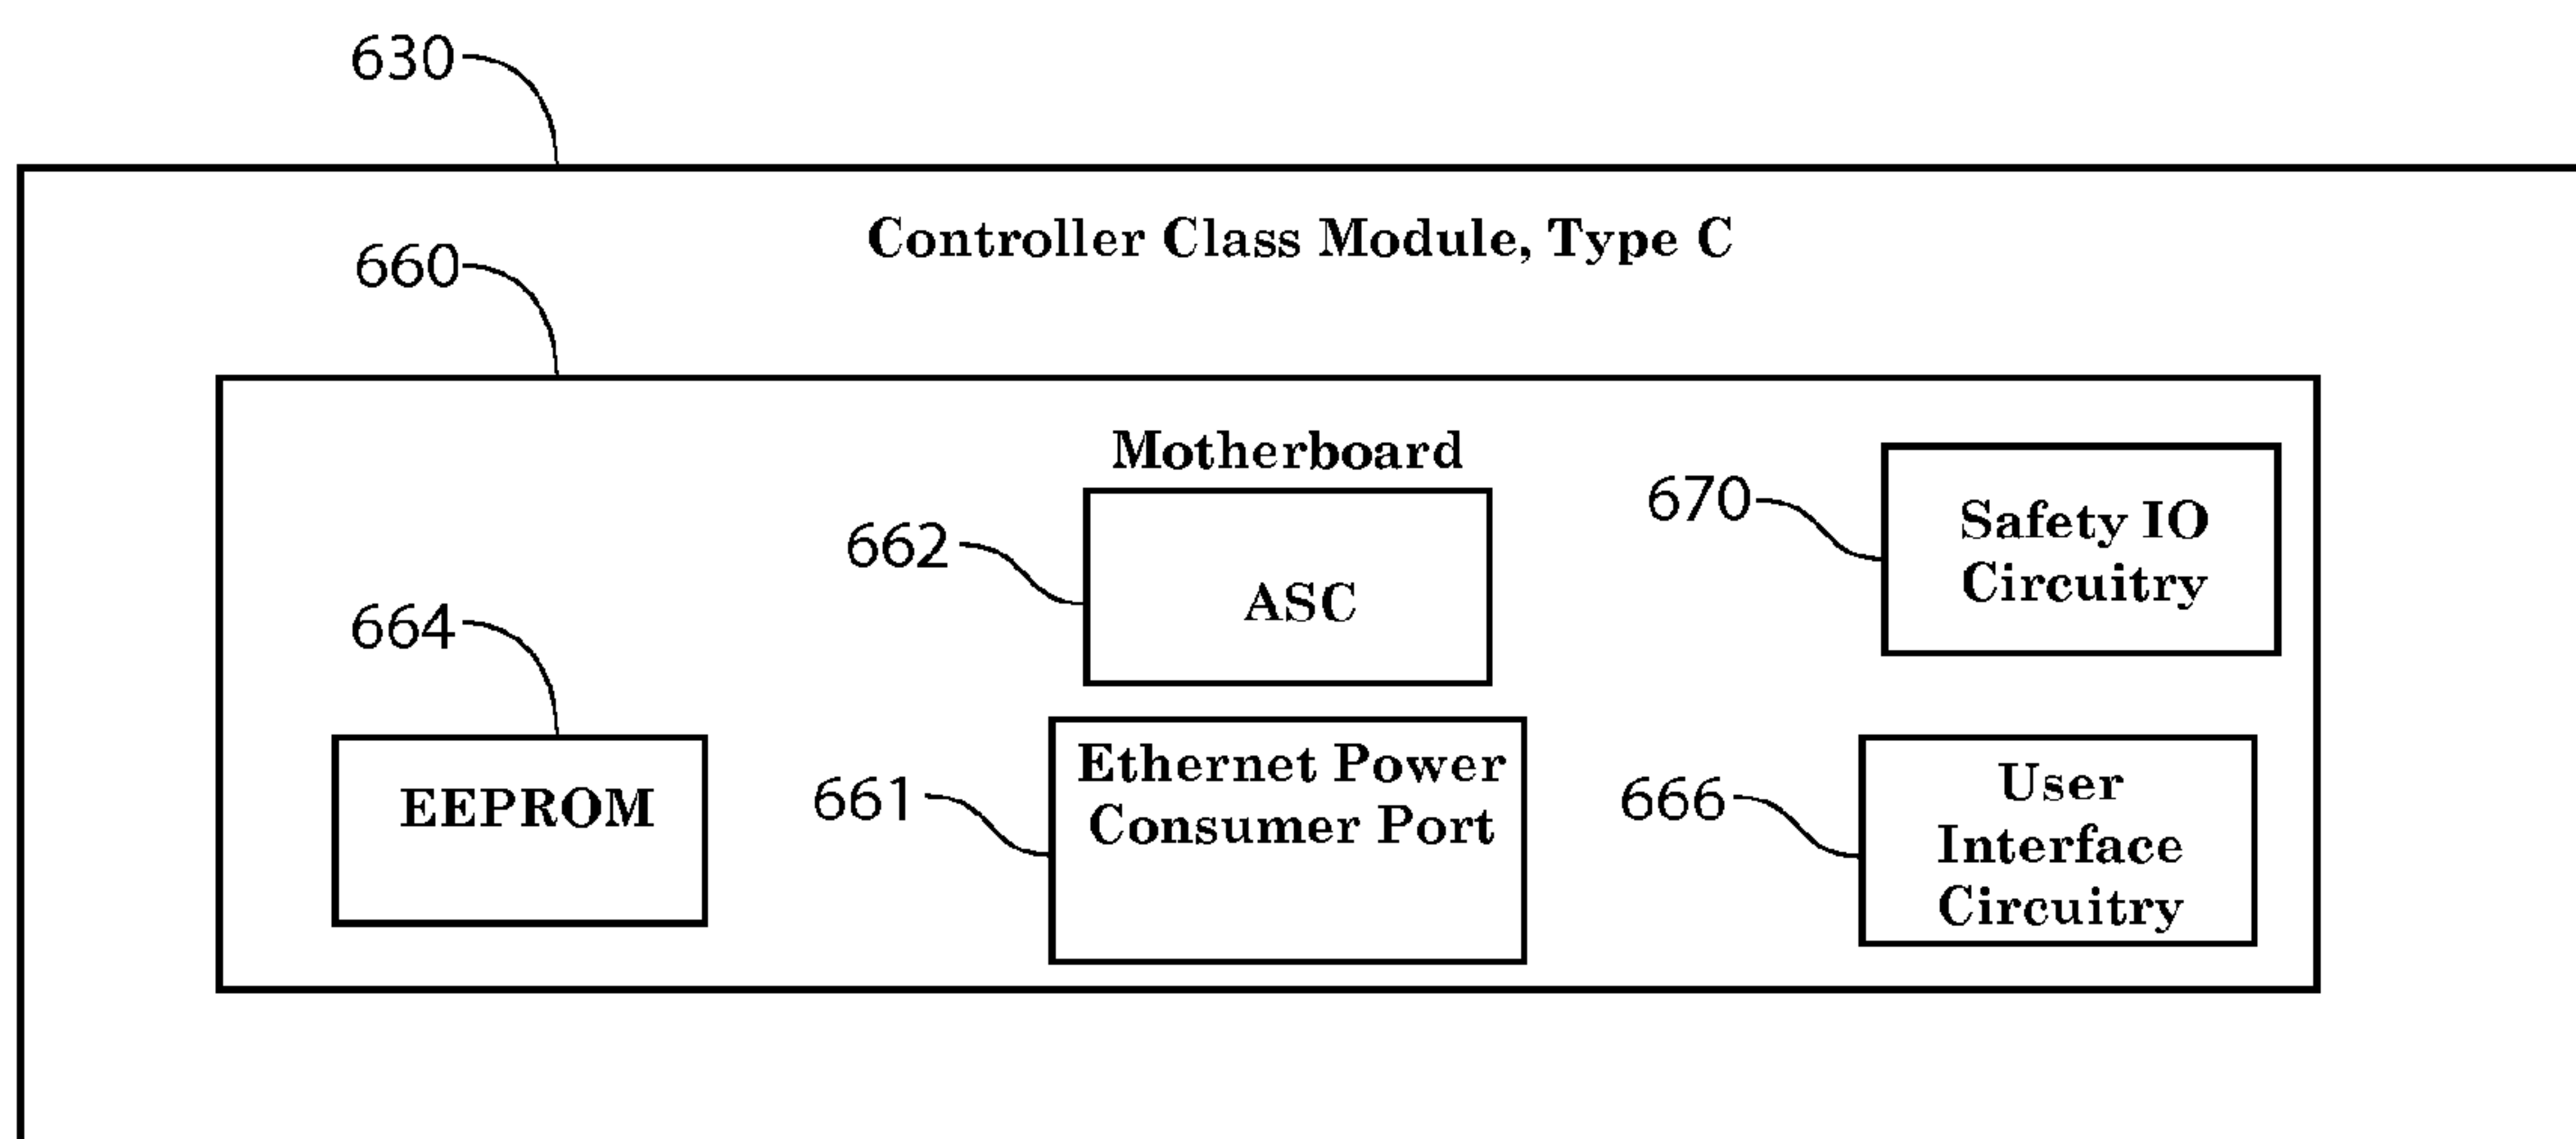 630
Controller Class Module, Type C
660
Motherboard
670
Safety IO
Circuitry
662
ASC
664
EEPROM
661
Ethernet Power
Consumer Port
666
User
Interface
Circuitry